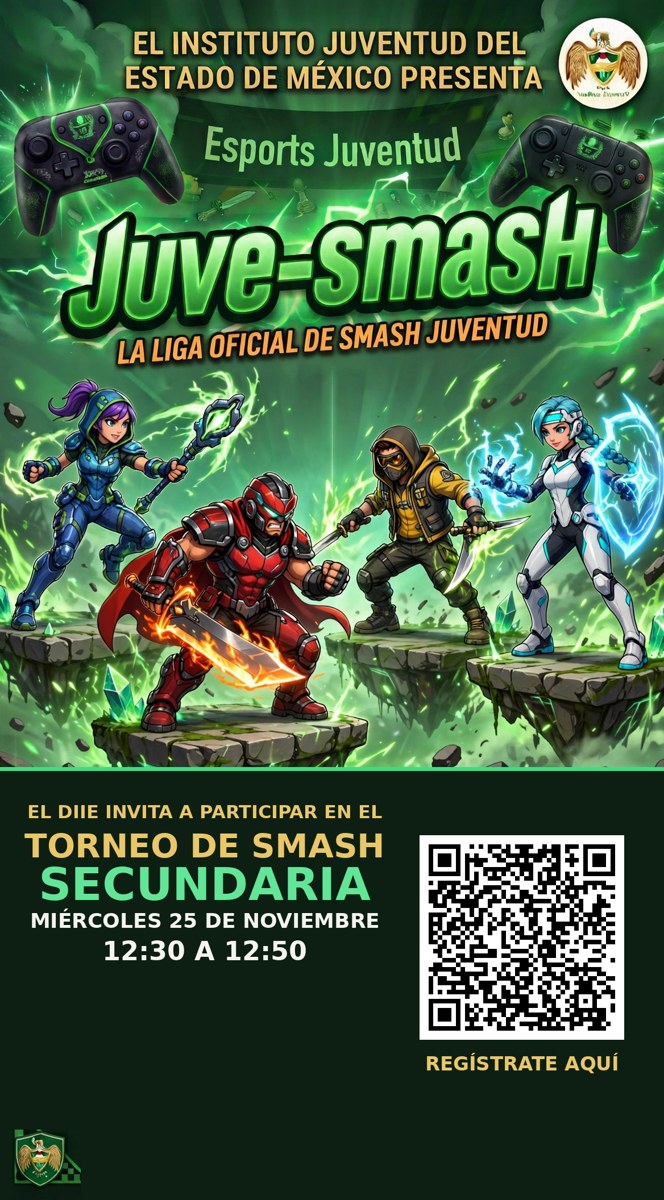 EL INSTITUTO JUVENTUD DEL
ESTADO DE MÉXICO PRESENTA
Esports Juventud
Juve-smash
LA LIGA OFICIAL DE SMASH JUVENTUD
EL DIIE INVITA A PARTICIPAR EN EL
TORNEO DE SMASH
SECUNDARIA
MIÉRCOLES 25 DE NOVIEMBRE
12:30 A 12:50
REGÍSTRATE AQUÍ